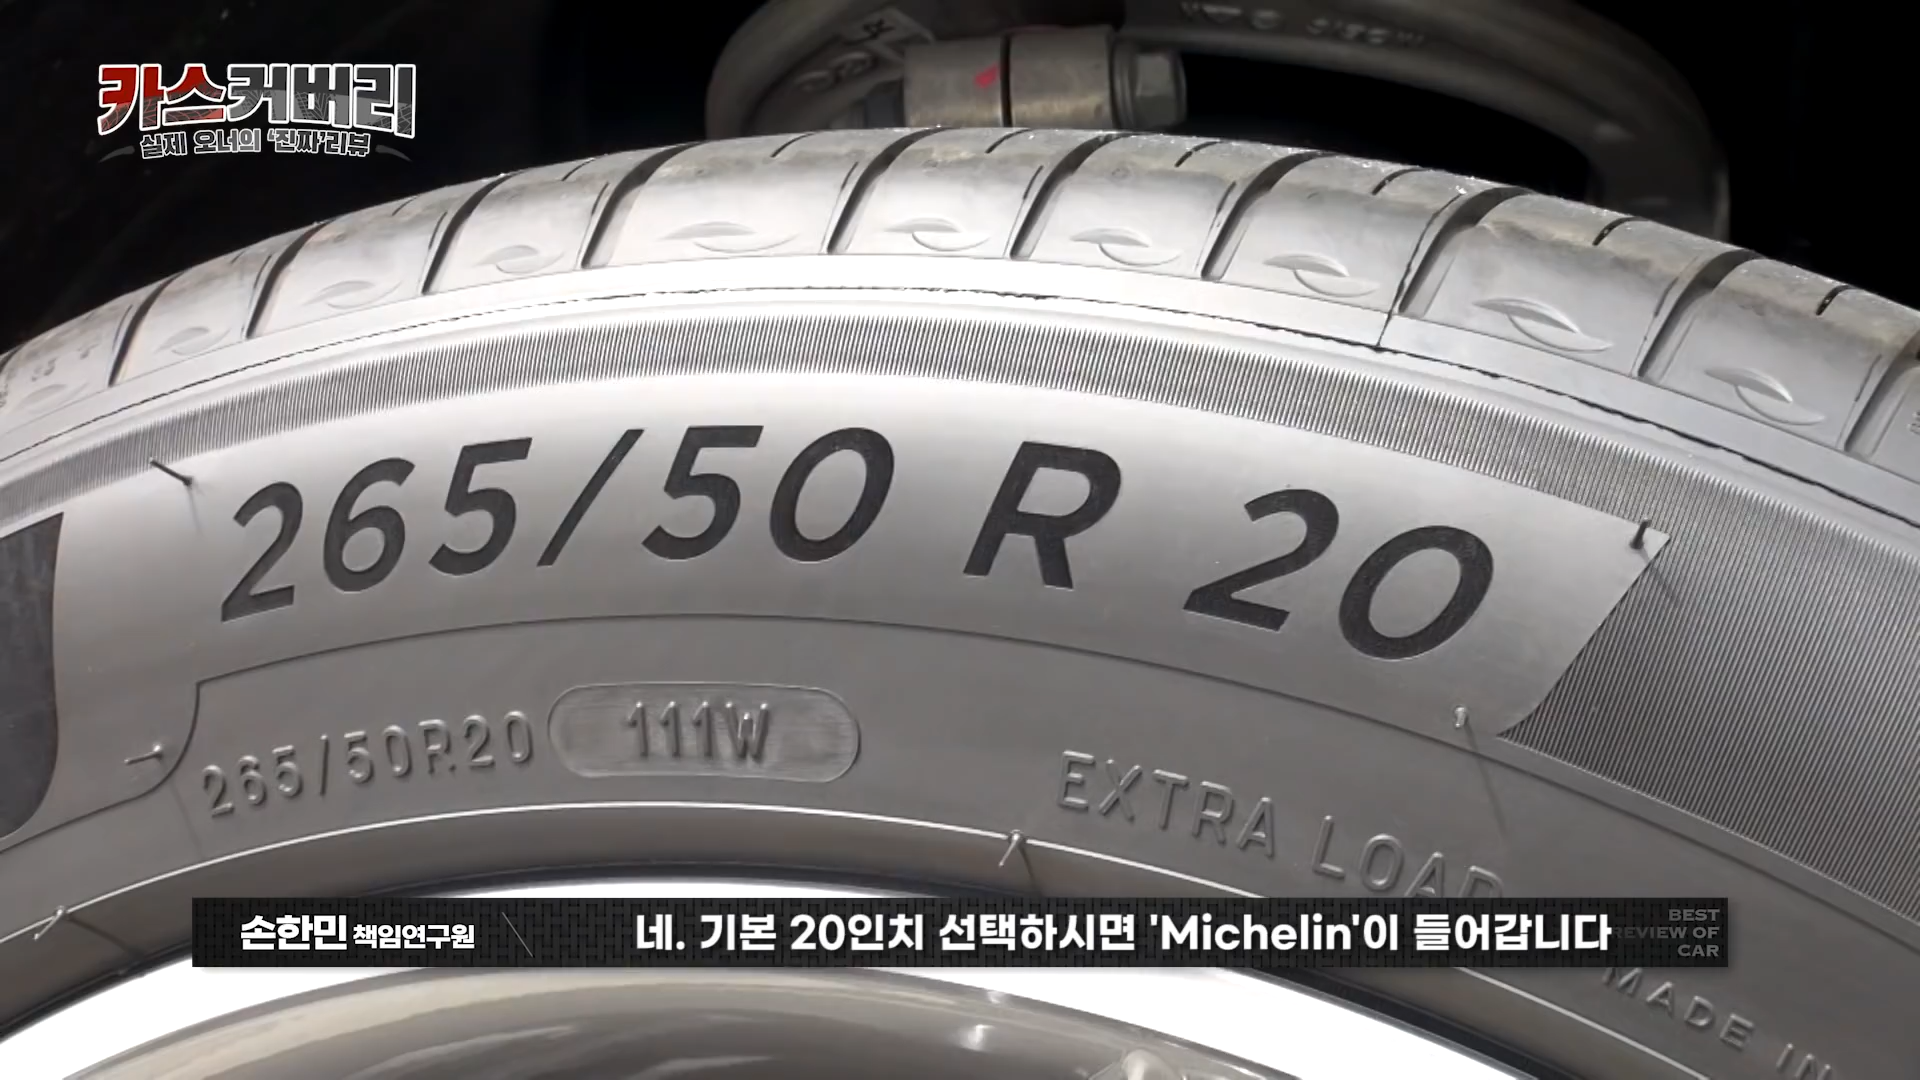 카스커버리
실제 오너의 '진짜'리뷰
265/50 R 20
265/50R20 111W
EXTRA LOAD
MADE IN
손한민 책임연구원
네. 기본 20인치 선택하시면 'Michelin'이 들어갑니다
BEST
REVIEW OF
CAR